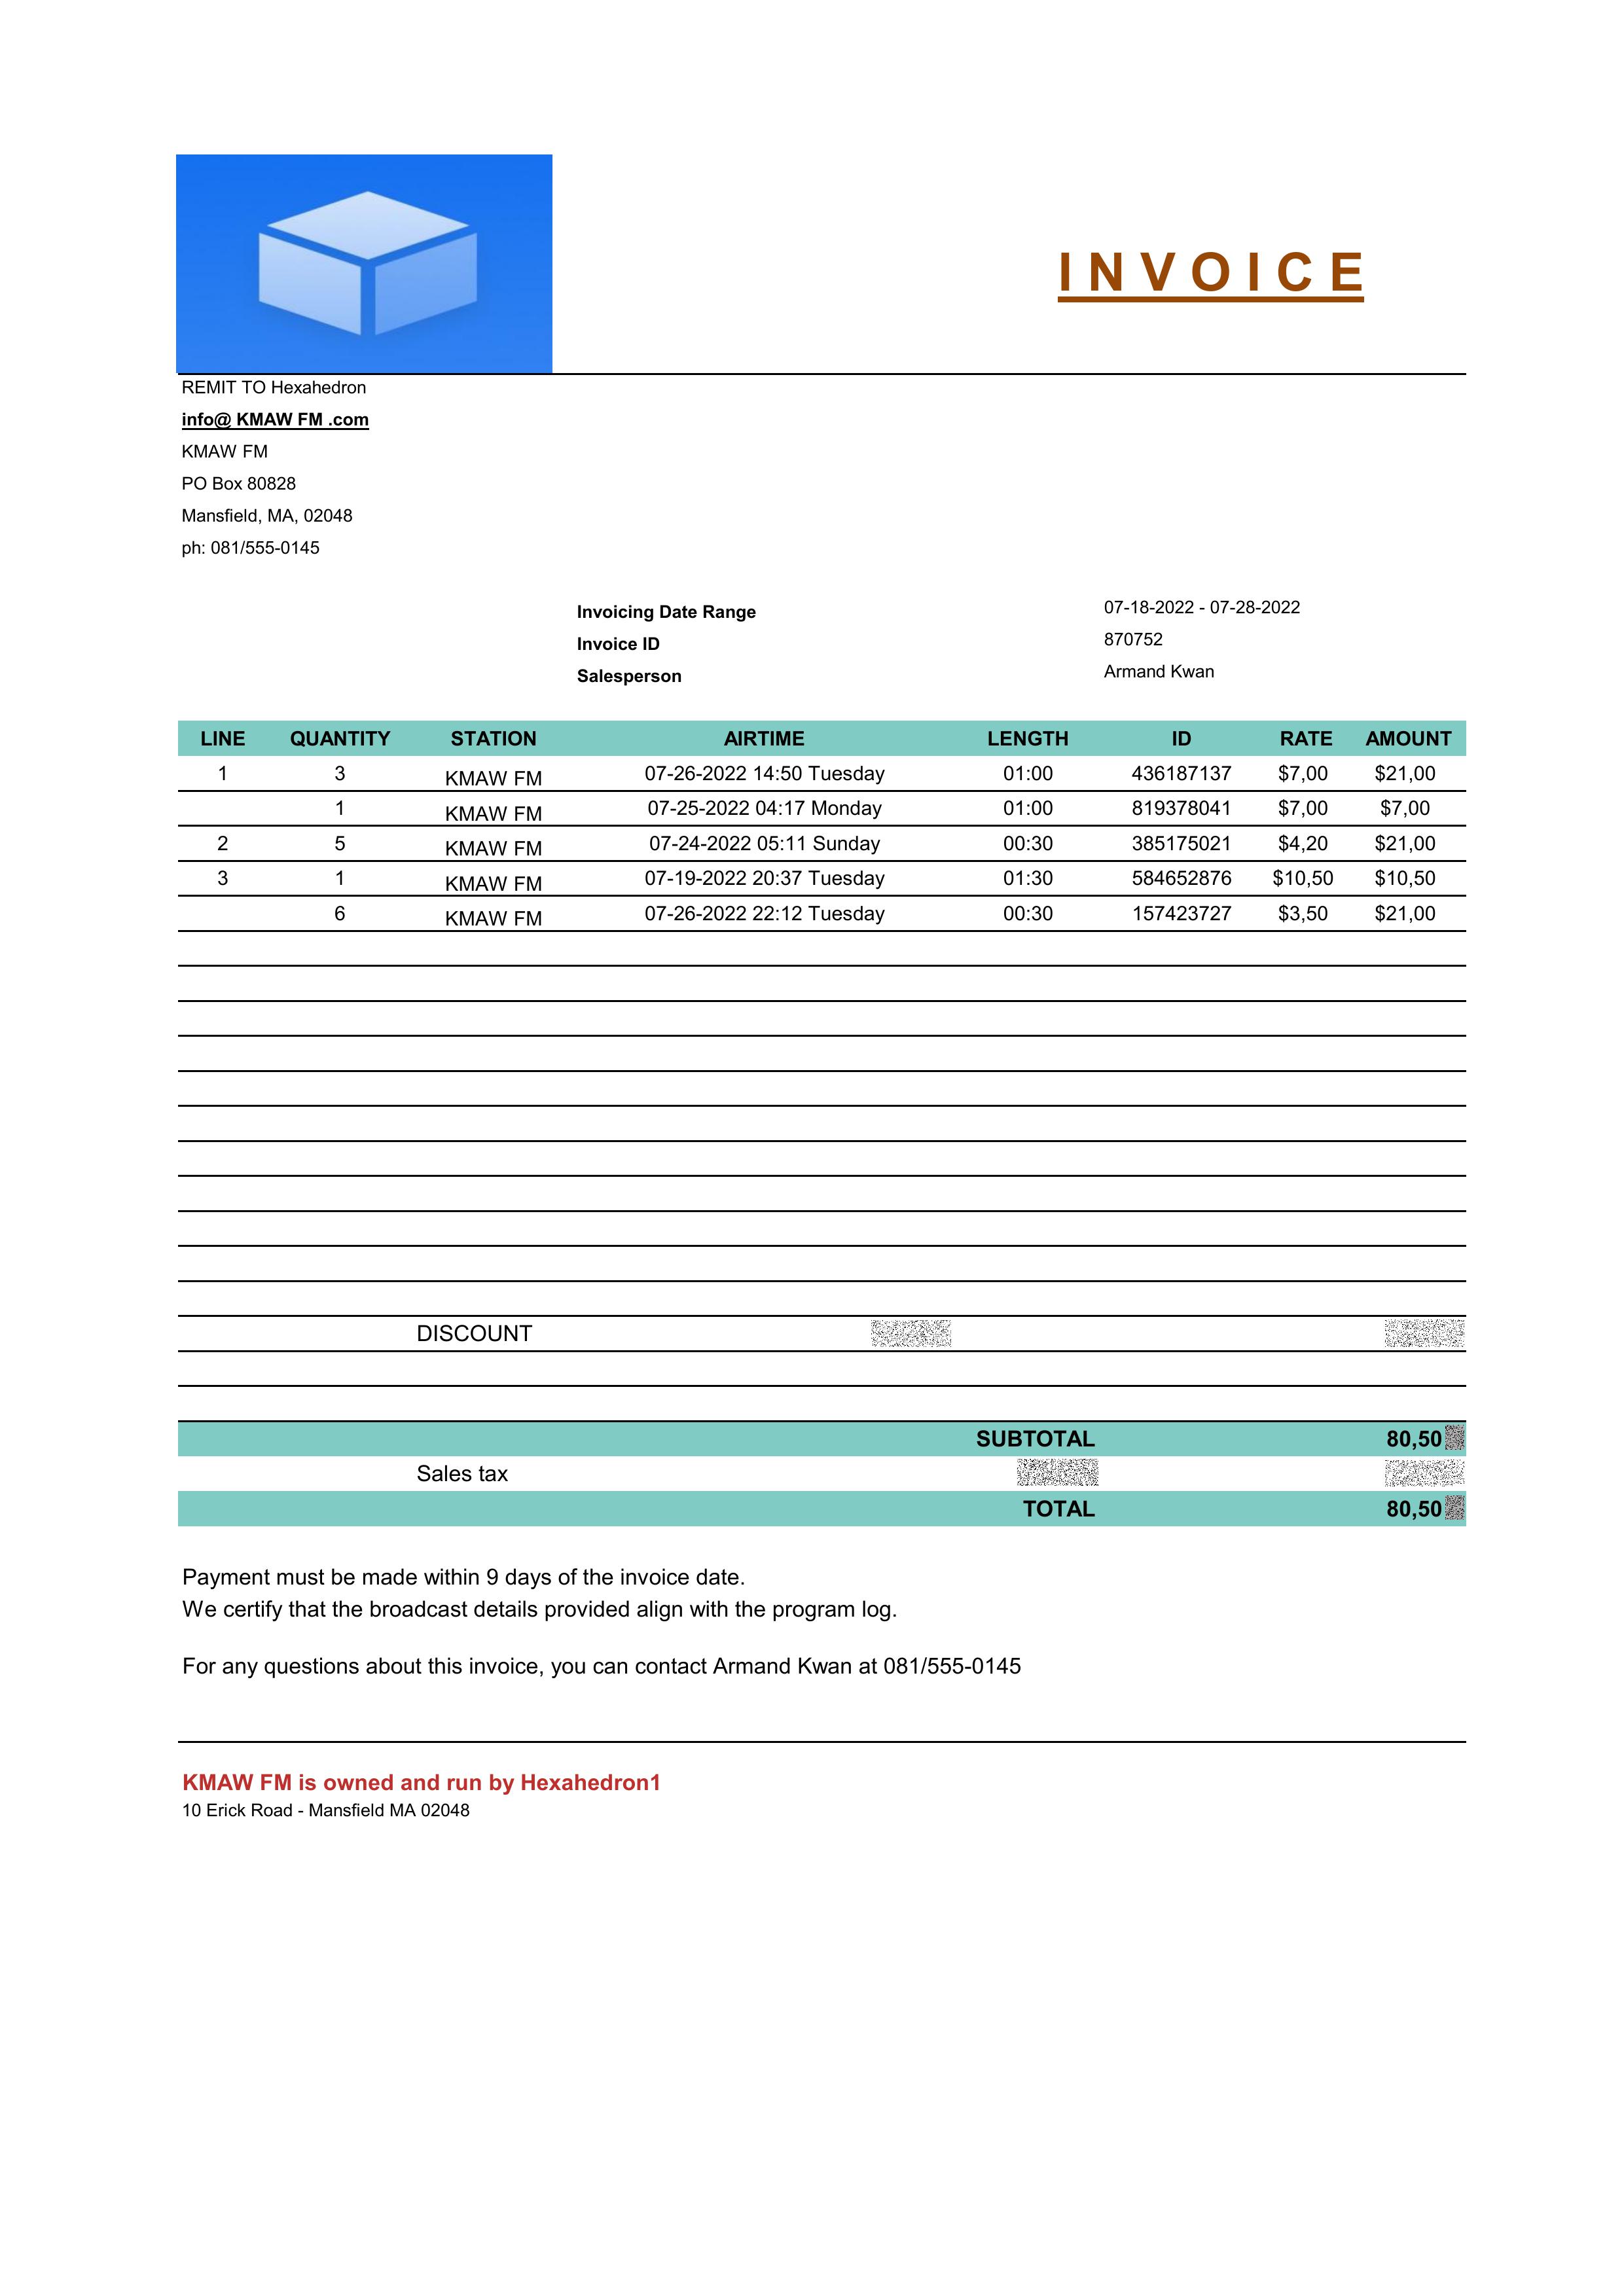 INVOICE
REMIT TO Hexahedron
info@ KMAW FM .com
KMAW FM
PO Box 80828
Mansfield, MA, 02048
ph: 081/555-0145
Invoicing Date Range 07-18-2022 - 07-28-2022
Invoice ID 870752
Salesperson Armand Kwan
LINE QUANTITY STATION AIRTIME LENGTH ID RATE AMOUNT
1 3 KMAW FM 07-26-2022 14:50 Tuesday 01:00 436187137 $7,00 $21,00
1 KMAW FM 07-25-2022 04:17 Monday 01:00 819378041 $7,00 $7,00
2 5 KMAW FM 07-24-2022 05:11 Sunday 00:30 385175021 $4,20 $21,00
3 1 KMAW FM 07-19-2022 20:37 Tuesday 01:30 584652876 $10,50 $10,50
6 KMAW FM 07-26-2022 22:12 Tuesday 00:30 157423727 $3,50 $21,00
DISCOUNT
SUBTOTAL 80,50
Sales tax
TOTAL 80,50
Payment must be made within 9 days of the invoice date.
We certify that the broadcast details provided align with the program log.
For any questions about this invoice, you can contact Armand Kwan at 081/555-0145
KMAW FM is owned and run by Hexahedron1
10 Erick Road - Mansfield MA 02048